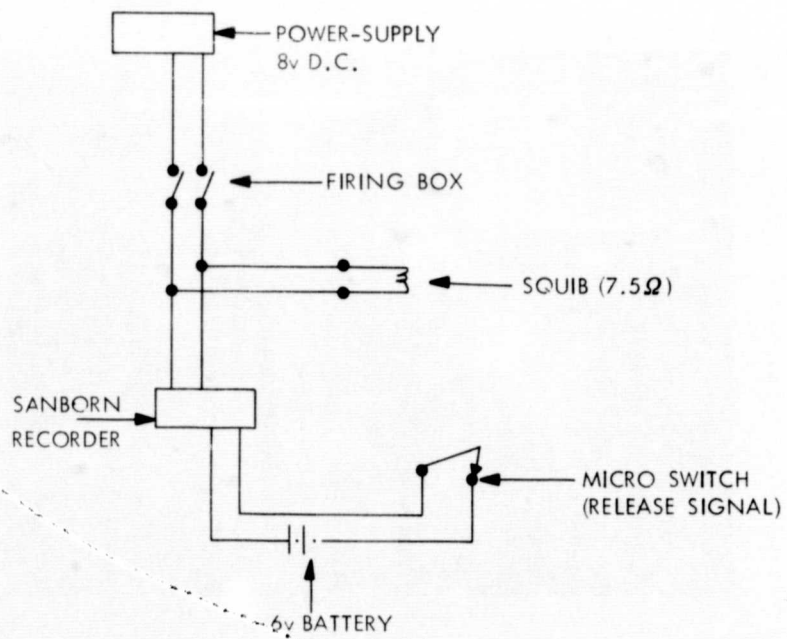 POWER-SUPPLY
8v D.C.
FIRING BOX
SQUIB (7.5Ω)
SANBORN
RECORDER
MICRO SWITCH
(RELEASE SIGNAL)
6v BATTERY